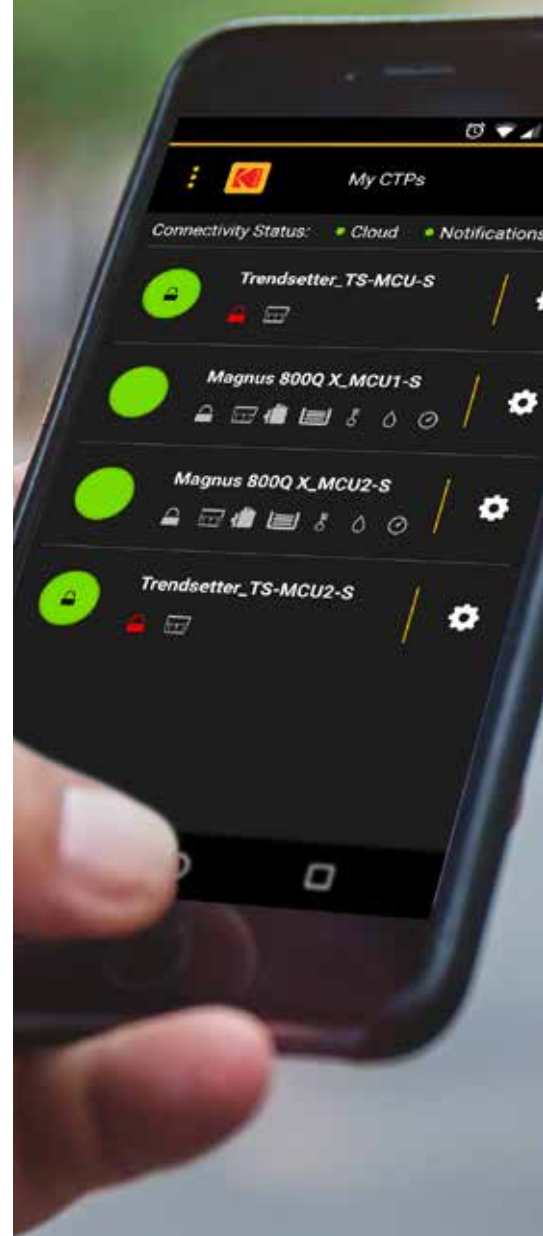 My CTPs
Connectivity Status: Cloud Notifications
Trendsetter_TS-MCU-S
Magnus 800Q X_MCU1-S
Magnus 800Q X_MCU2-S
Trendsetter_TS-MCU2-S